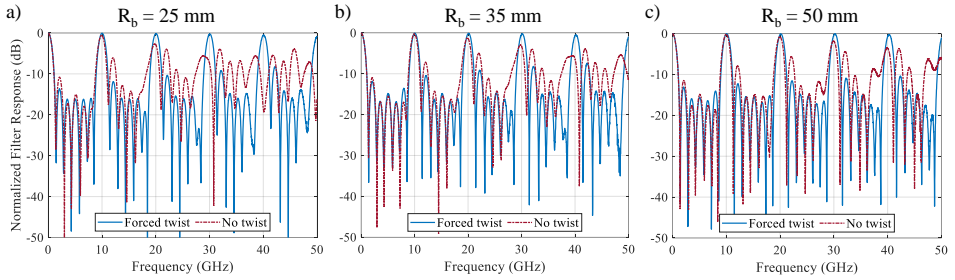 a) R_b = 25 mm
b) R_b = 35 mm
c) R_b = 50 mm
Normalized Filter Response (dB)
0
-10
-20
-30
-40
-50
Forced twist No twist
0 10 20 30 40 50
Frequency (GHz)
0
-10
-20
-30
-40
-50
Forced twist No twist
0 10 20 30 40 50
Frequency (GHz)
0
-10
-20
-30
-40
-50
Forced twist No twist
0 10 20 30 40 50
Frequency (GHz)